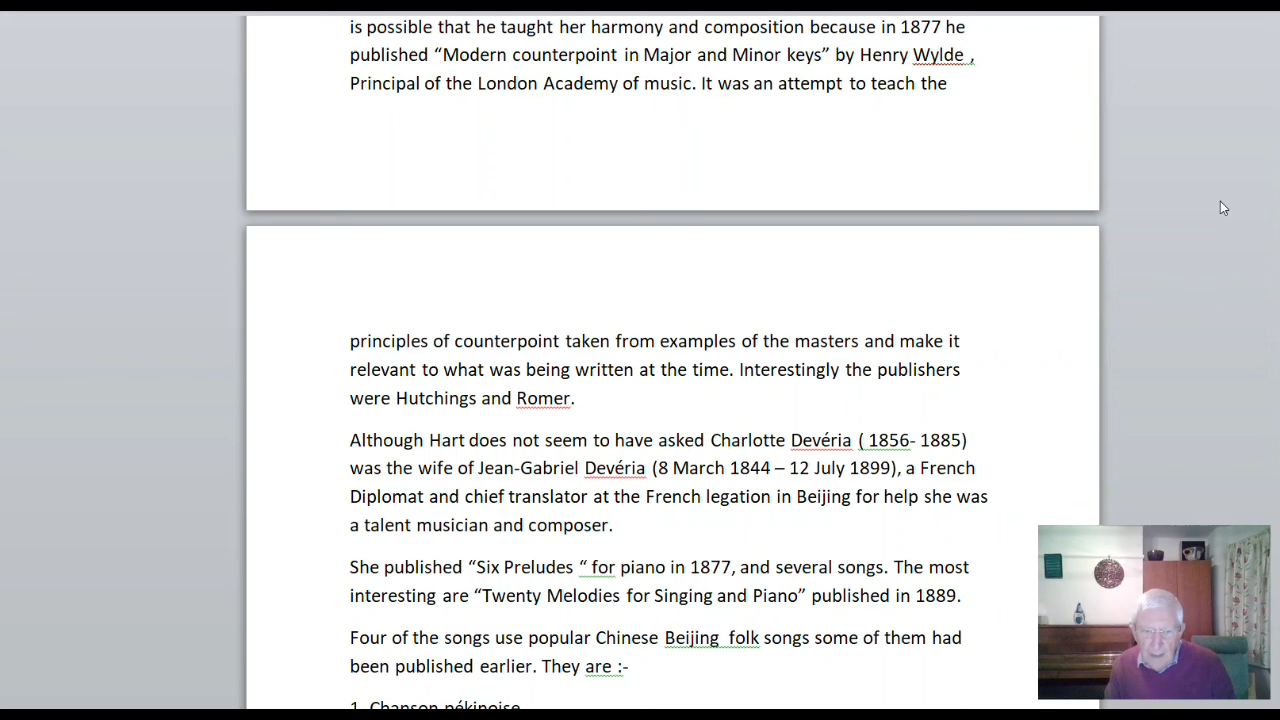 is possible that he taught her harmony and composition because in 1877 he
published “Modern counterpoint in Major and Minor keys” by Henry Wylde ,
Principal of the London Academy of music. It was an attempt to teach the
principles of counterpoint taken from examples of the masters and make it
relevant to what was being written at the time. Interestingly the publishers
were Hutchings and Romer.
Although Hart does not seem to have asked Charlotte Devéria ( 1856- 1885)
was the wife of Jean-Gabriel Devéria (8 March 1844 – 12 July 1899), a French
Diplomat and chief translator at the French legation in Beijing for help she was
a talent musician and composer.
She published “Six Preludes “ for piano in 1877, and several songs. The most
interesting are “Twenty Melodies for Singing and Piano” published in 1889.
Four of the songs use popular Chinese Beijing  folk songs some of them had
been published earlier. They are :-
1. Chanson pékinoise